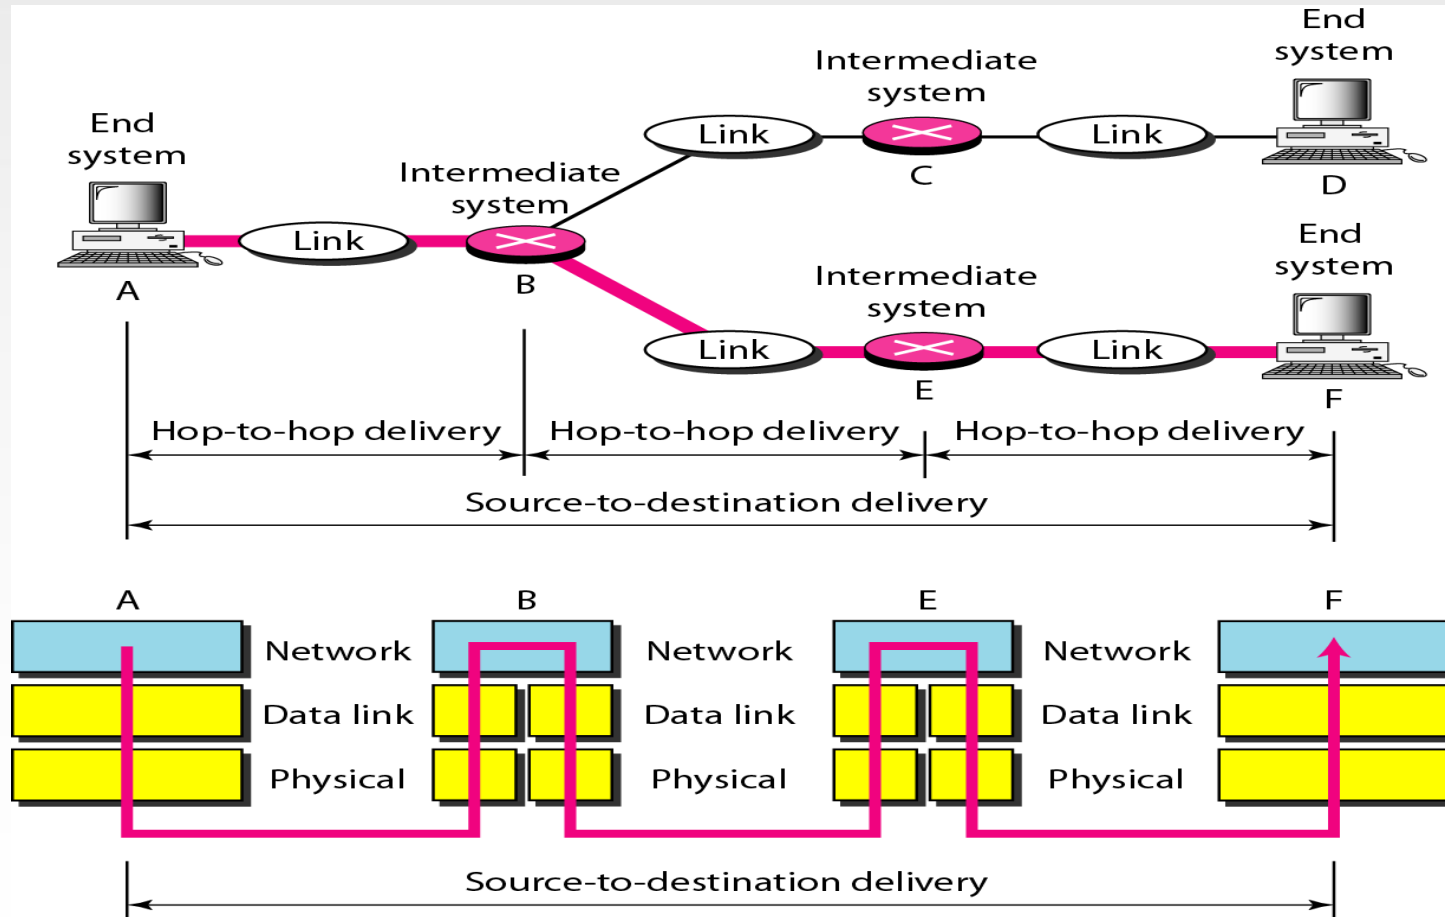 End
system
Intermediate
system
Link
Link
C
D
End
system
Intermediate
system
Link
A
B
End
system
Intermediate
system
Link
Link
E
F
Hop-to-hop delivery
Hop-to-hop delivery
Hop-to-hop delivery
Source-to-destination delivery
A
B
E
F
Network
Network
Network
Data link
Data link
Data link
Physical
Physical
Physical
Source-to-destination delivery